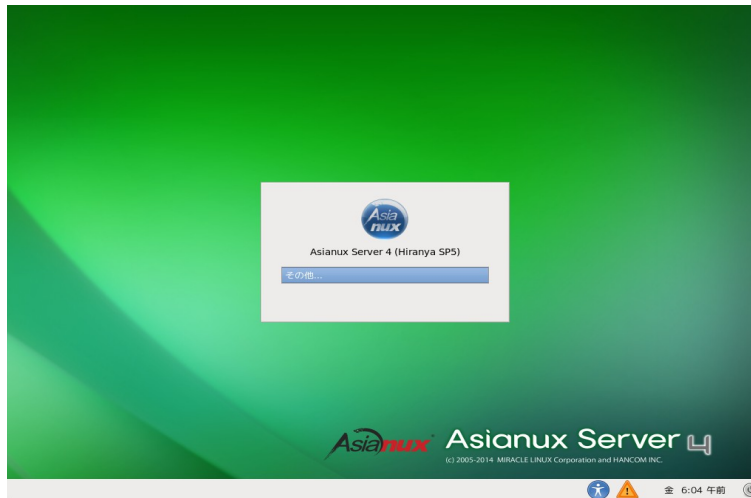 Asia
nux
Asianux Server 4 (Hiranya SP5)
その他...
Asianux Asianux Server 4
(c) 2005-2014 MIRACLE LINUX Corporation and HANCOM INC.
金 6:04 午前